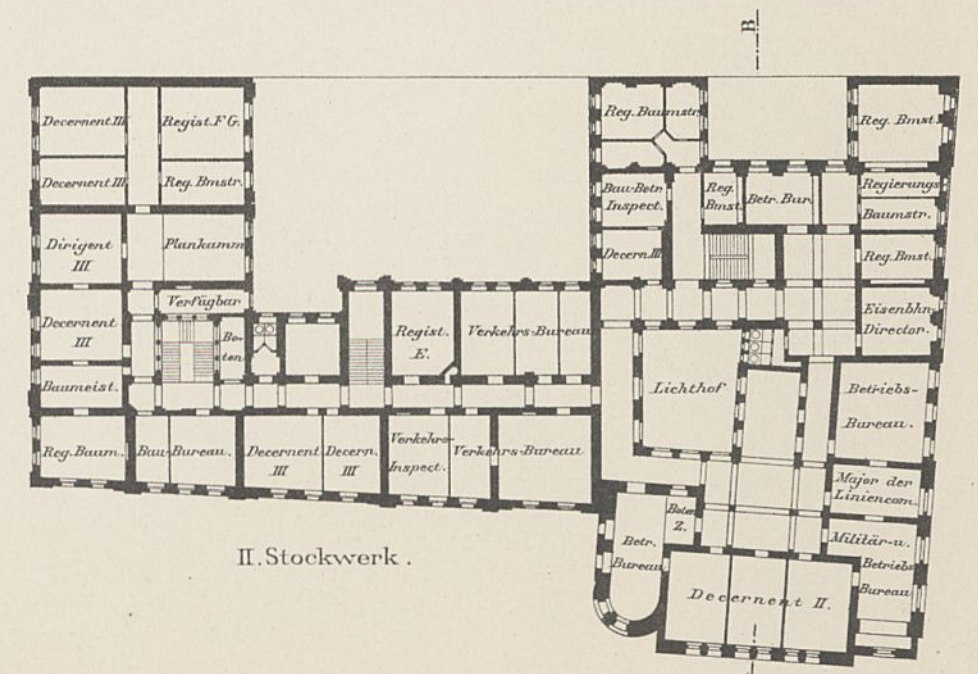 B
Decernent III
Regist. F G.
Decernent III
Reg. Bmstr.
Dirigent
III
Plankamm
Verfügbar
Decernent
III
Bo-
ten
Baumeist.
Regist.
E.
Verkehrs-Bureau
Reg. Baum.
Bau-Bureau.
Decernent
III
Decern.
III
Verkehrs-
Inspect.
Verkehrs-Bureau
Reg. Baumstr.
Reg. Bmst.
Bau-Betr.
Inspect.
Reg.
Bmst.
Betr. Bur.
Regierungs
Baumstr.
Decern. III
Reg. Bmst.
Eisenbhn-
Director.
Lichthof
Betriebs-
Bureau.
Major der
Liniencom.
Boten
Z.
Betr.
Bureau
Militär-u.
Betriebs
Bureau
Decernent II.
II. Stockwerk.